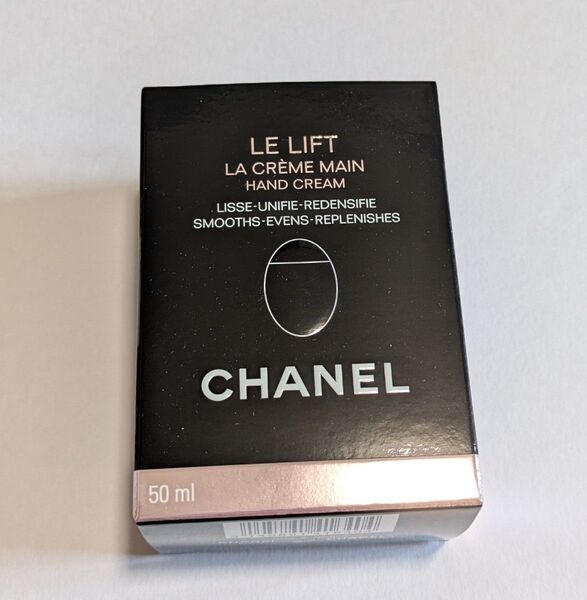 LE LIFT
LA CRÈME MAIN
HAND CREAM
LISSE-UNIFIE-REDENSIFIE
SMOOTHS-EVENS-REPLENISHES
CHANEL
50 ml